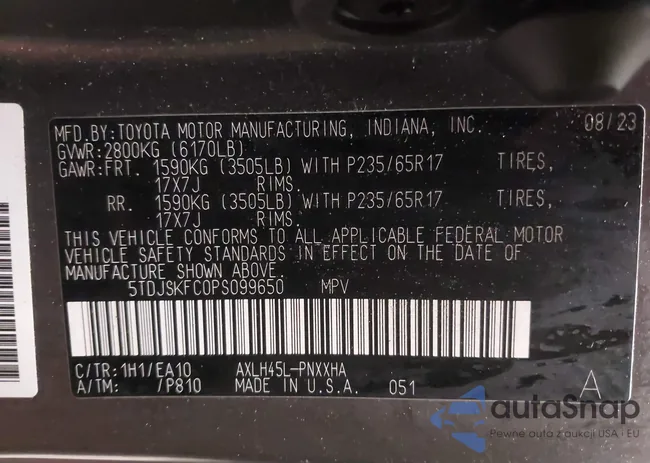 MFD.BY:TOYOTA MOTOR MANUFACTURING, INDIANA, INC. 08/23
GVWR:2800KG (6170LB)
GAWR:FRT. 1590KG (3505LB) WITH P235/65R17 TIRES,
17X7J RIMS.
RR. 1590KG (3505LB) WITH P235/65R17 TIRES,
17X7J RIMS.
THIS VEHICLE CONFORMS TO ALL APPLICABLE FEDERAL MOTOR
VEHICLE SAFETY STANDARDS IN EFFECT ON THE DATE OF
MANUFACTURE SHOWN ABOVE.
5TDJSKFC0PS099650 MPV
C/TR:1H1/EA10 AXLH45L-PNXXHA
A/TM: /P810 MADE IN U.S.A. 051 A
autoSnap
Pewne auta z aukcji USA - EU